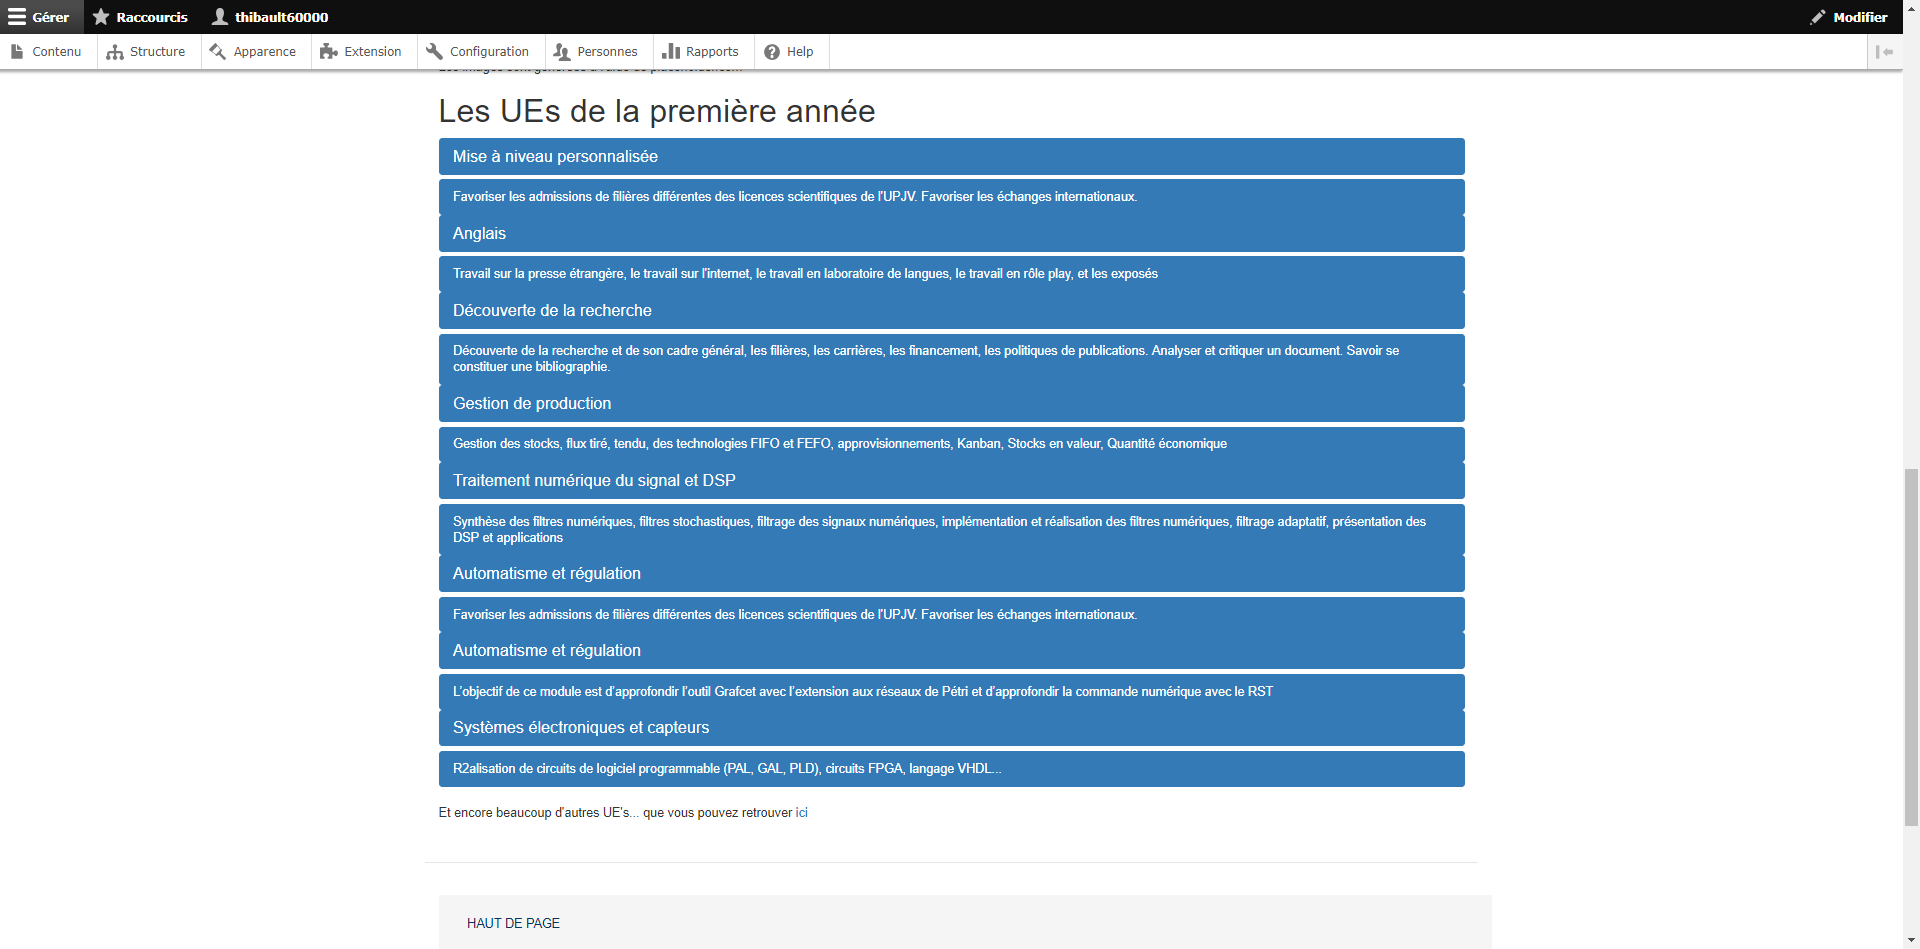 Gérer Raccourcis thibault60000 Modifier
Contenu Structure Apparence Extension Configuration Personnes Rapports Help
Les UEs de la première année
Mise à niveau personnalisée
Favoriser les admissions de filières différentes des licences scientifiques de l'UPJV. Favoriser les échanges internationaux.
Anglais
Travail sur la presse étrangère, le travail sur l'internet, le travail en laboratoire de langues, le travail en rôle play, et les exposés
Découverte de la recherche
Découverte de la recherche et de son cadre général, les filières, les carrières, les financement, les politiques de publications. Analyser et critiquer un document. Savoir se
constituer une bibliographie.
Gestion de production
Gestion des stocks, flux tiré, tendu, des technologies FIFO et FEFO, approvisionnements, Kanban, Stocks en valeur, Quantité économique
Traitement numérique du signal et DSP
Synthèse des filtres numériques, filtres stochastiques, filtrage des signaux numériques, implémentation et réalisation des filtres numériques, filtrage adaptatif, présentation des
DSP et applications
Automatisme et régulation
Favoriser les admissions de filières différentes des licences scientifiques de l'UPJV. Favoriser les échanges internationaux.
Automatisme et régulation
L'objectif de ce module est d'approfondir l'outil Grafcet avec l'extension aux réseaux de Pétri et d'approfondir la commande numérique avec le RST
Systèmes électroniques et capteurs
R2alisation de circuits de logiciel programmable (PAL, GAL, PLD), circuits FPGA, langage VHDL...
Et encore beaucoup d'autres UE's... que vous pouvez retrouver ici
HAUT DE PAGE